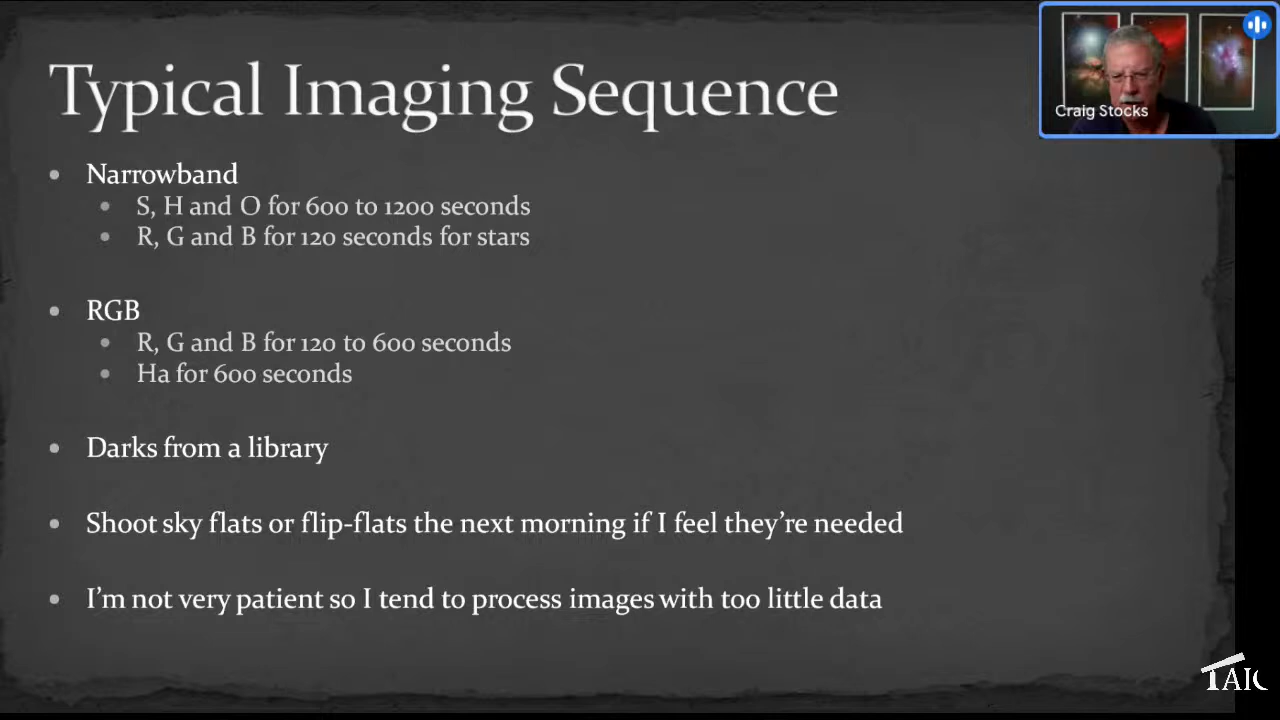 Typical Imaging Sequence
Craig Stocks
• Narrowband
• S, H and O for 600 to 1200 seconds
• R, G and B for 120 seconds for stars
• RGB
• R, G and B for 120 to 600 seconds
• Ha for 600 seconds
• Darks from a library
• Shoot sky flats or flip-flats the next morning if I feel they're needed
• I'm not very patient so I tend to process images with too little data
TAIC